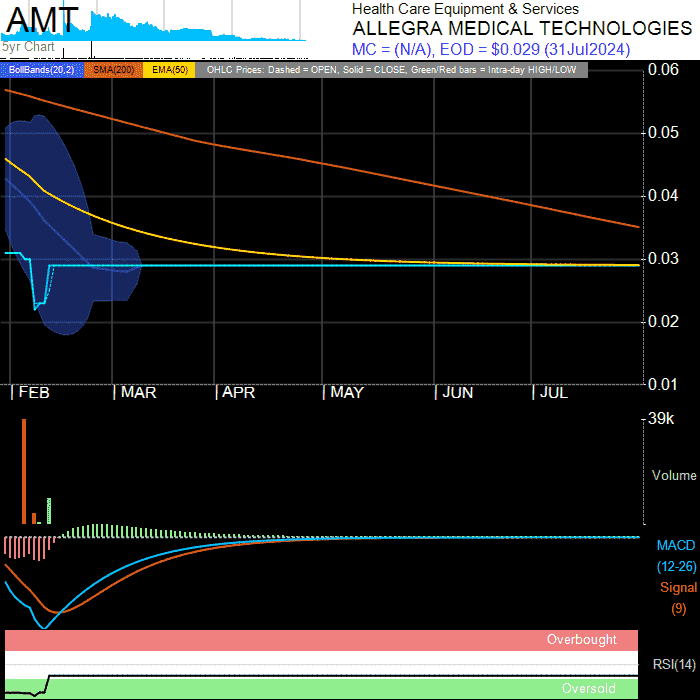 AMT
5yr Chart
Health Care Equipment & Services
ALLEGRA MEDICAL TECHNOLOGIES
MC = (N/A), EOD = $0.029 (31Jul2024)
BollBands(20,2) SMA(200) EMA(50) OHLC Prices: Dashed = OPEN, Solid = CLOSE, Green/Red bars = Intra-day HIGH/LOW
0.06
0.05
0.04
0.03
0.02
0.01
FEB MAR APR MAY JUN JUL
39k
Volume
MACD
(12-26)
Signal
(9)
Overbought
RSI(14)
Oversold